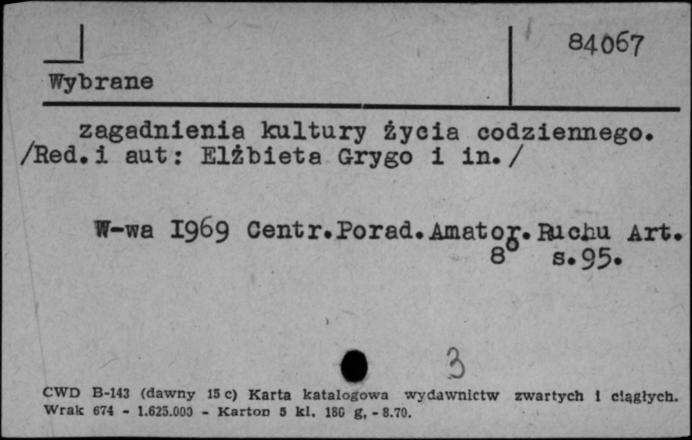 84067
Wybrane
zagadnienia kultury życia codziennego.
/Red.i aut: Elżbieta Grygo i in./
W-wa 1969 Centr.Porad.Amator.Ruchu Art.
8° s.95.
3
CWD B-143 (dawny 15 c) Karta katalogowa wydawnictw zwartych i ciągłych.
Wrak 674 - 1.625.000 - Karton 5 kl. 180 g, - 8.70.